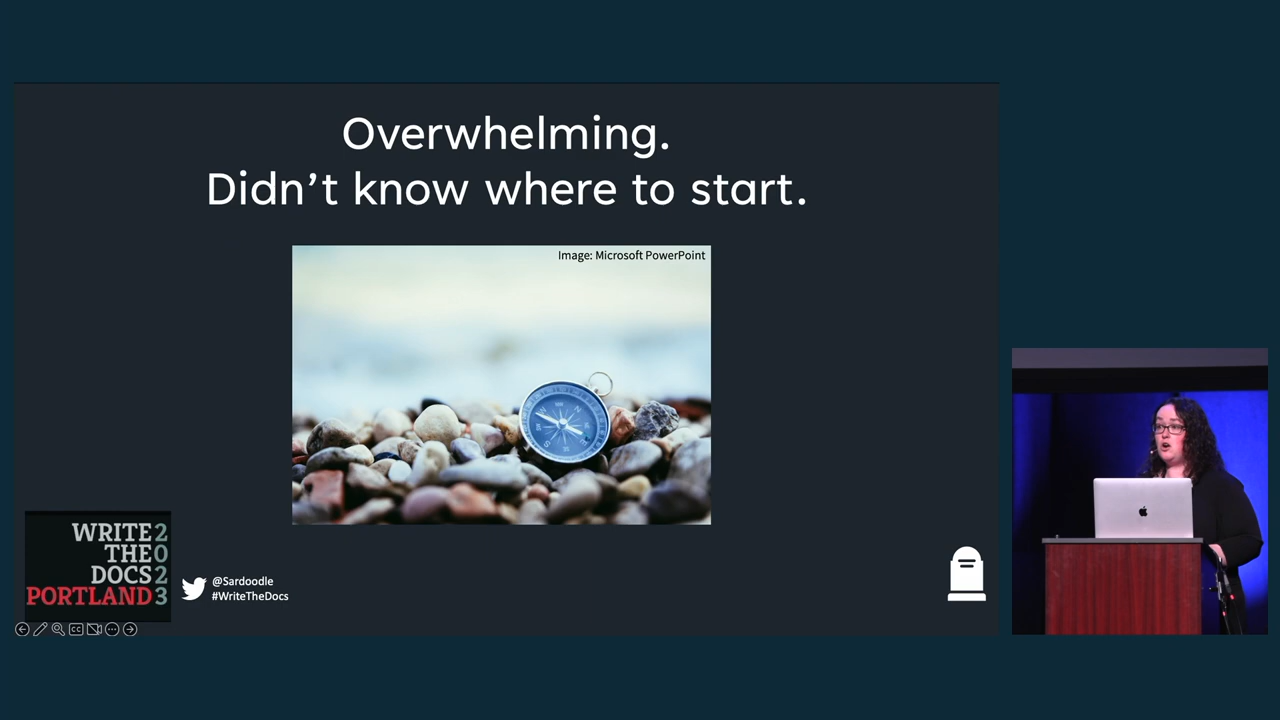 Overwhelming.
Didn’t know where to start.
Image: Microsoft PowerPoint
WRITE 2
THE 0
DOCS 2
PORTLAND 3
@Sardoodle
#WriteTheDocs